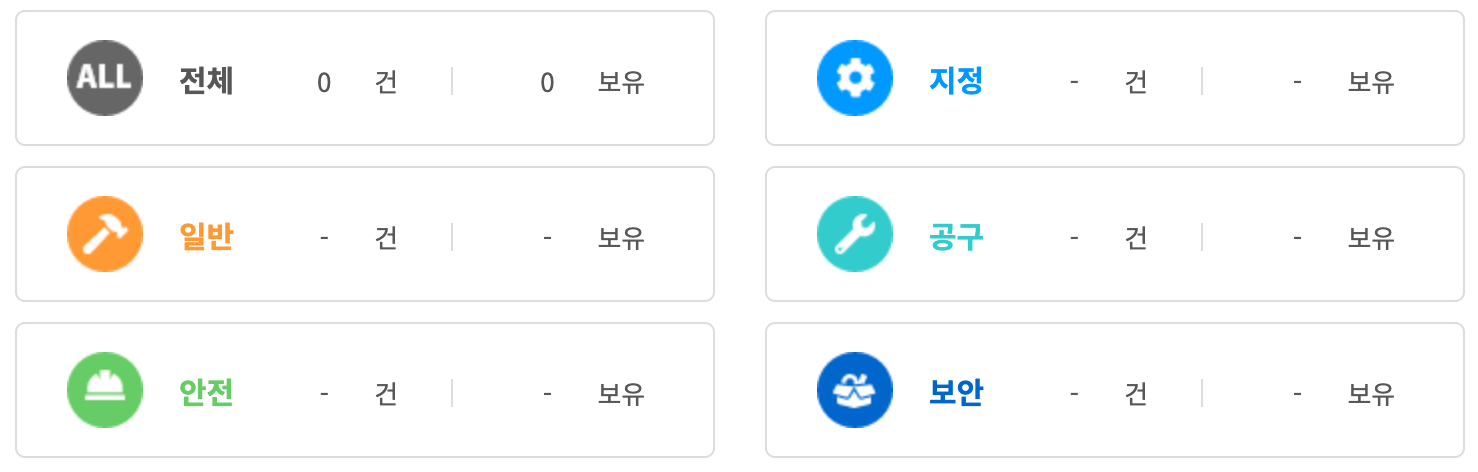 ALL 전체 0 건 0 보유
지정 - 건 - 보유
일반 - 건 - 보유
공구 - 건 - 보유
안전 - 건 - 보유
보안 - 건 - 보유